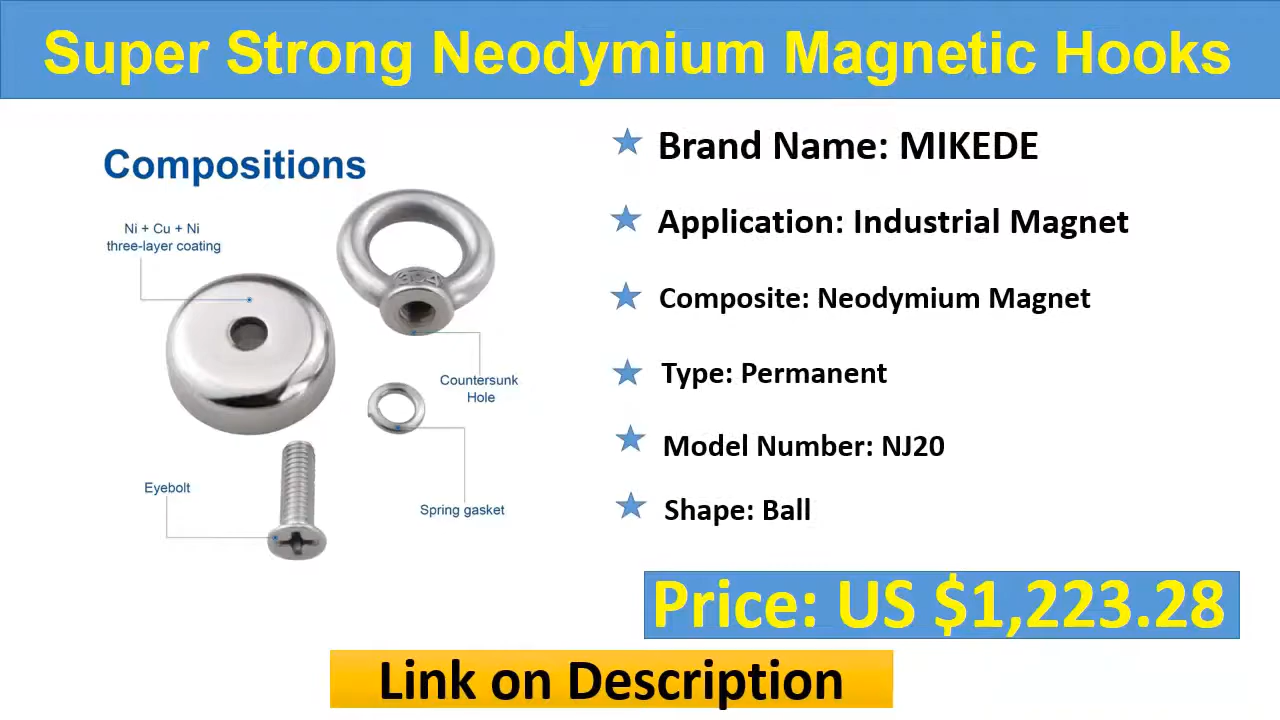 Super Strong Neodymium Magnetic Hooks
Compositions
Ni + Cu + Ni
three-layer coating
304
Countersunk
Hole
Eyebolt
Spring gasket
Brand Name: MIKEDE
Application: Industrial Magnet
Composite: Neodymium Magnet
Type: Permanent
Model Number: NJ20
Shape: Ball
Price: US $1,223.28
Link on Description